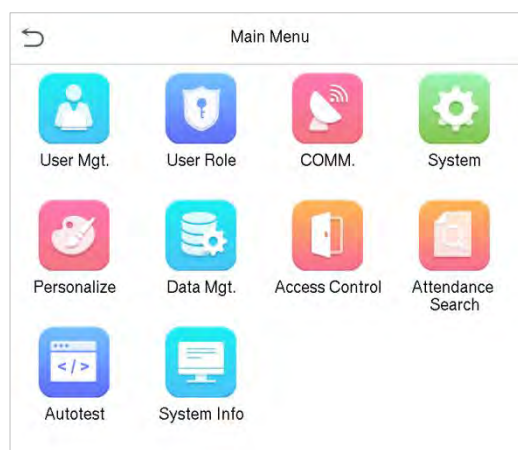 Main Menu
User Mgt.
User Role
COMM.
System
Personalize
Data Mgt.
Access Control
Attendance
Search
</>
Autotest
System Info